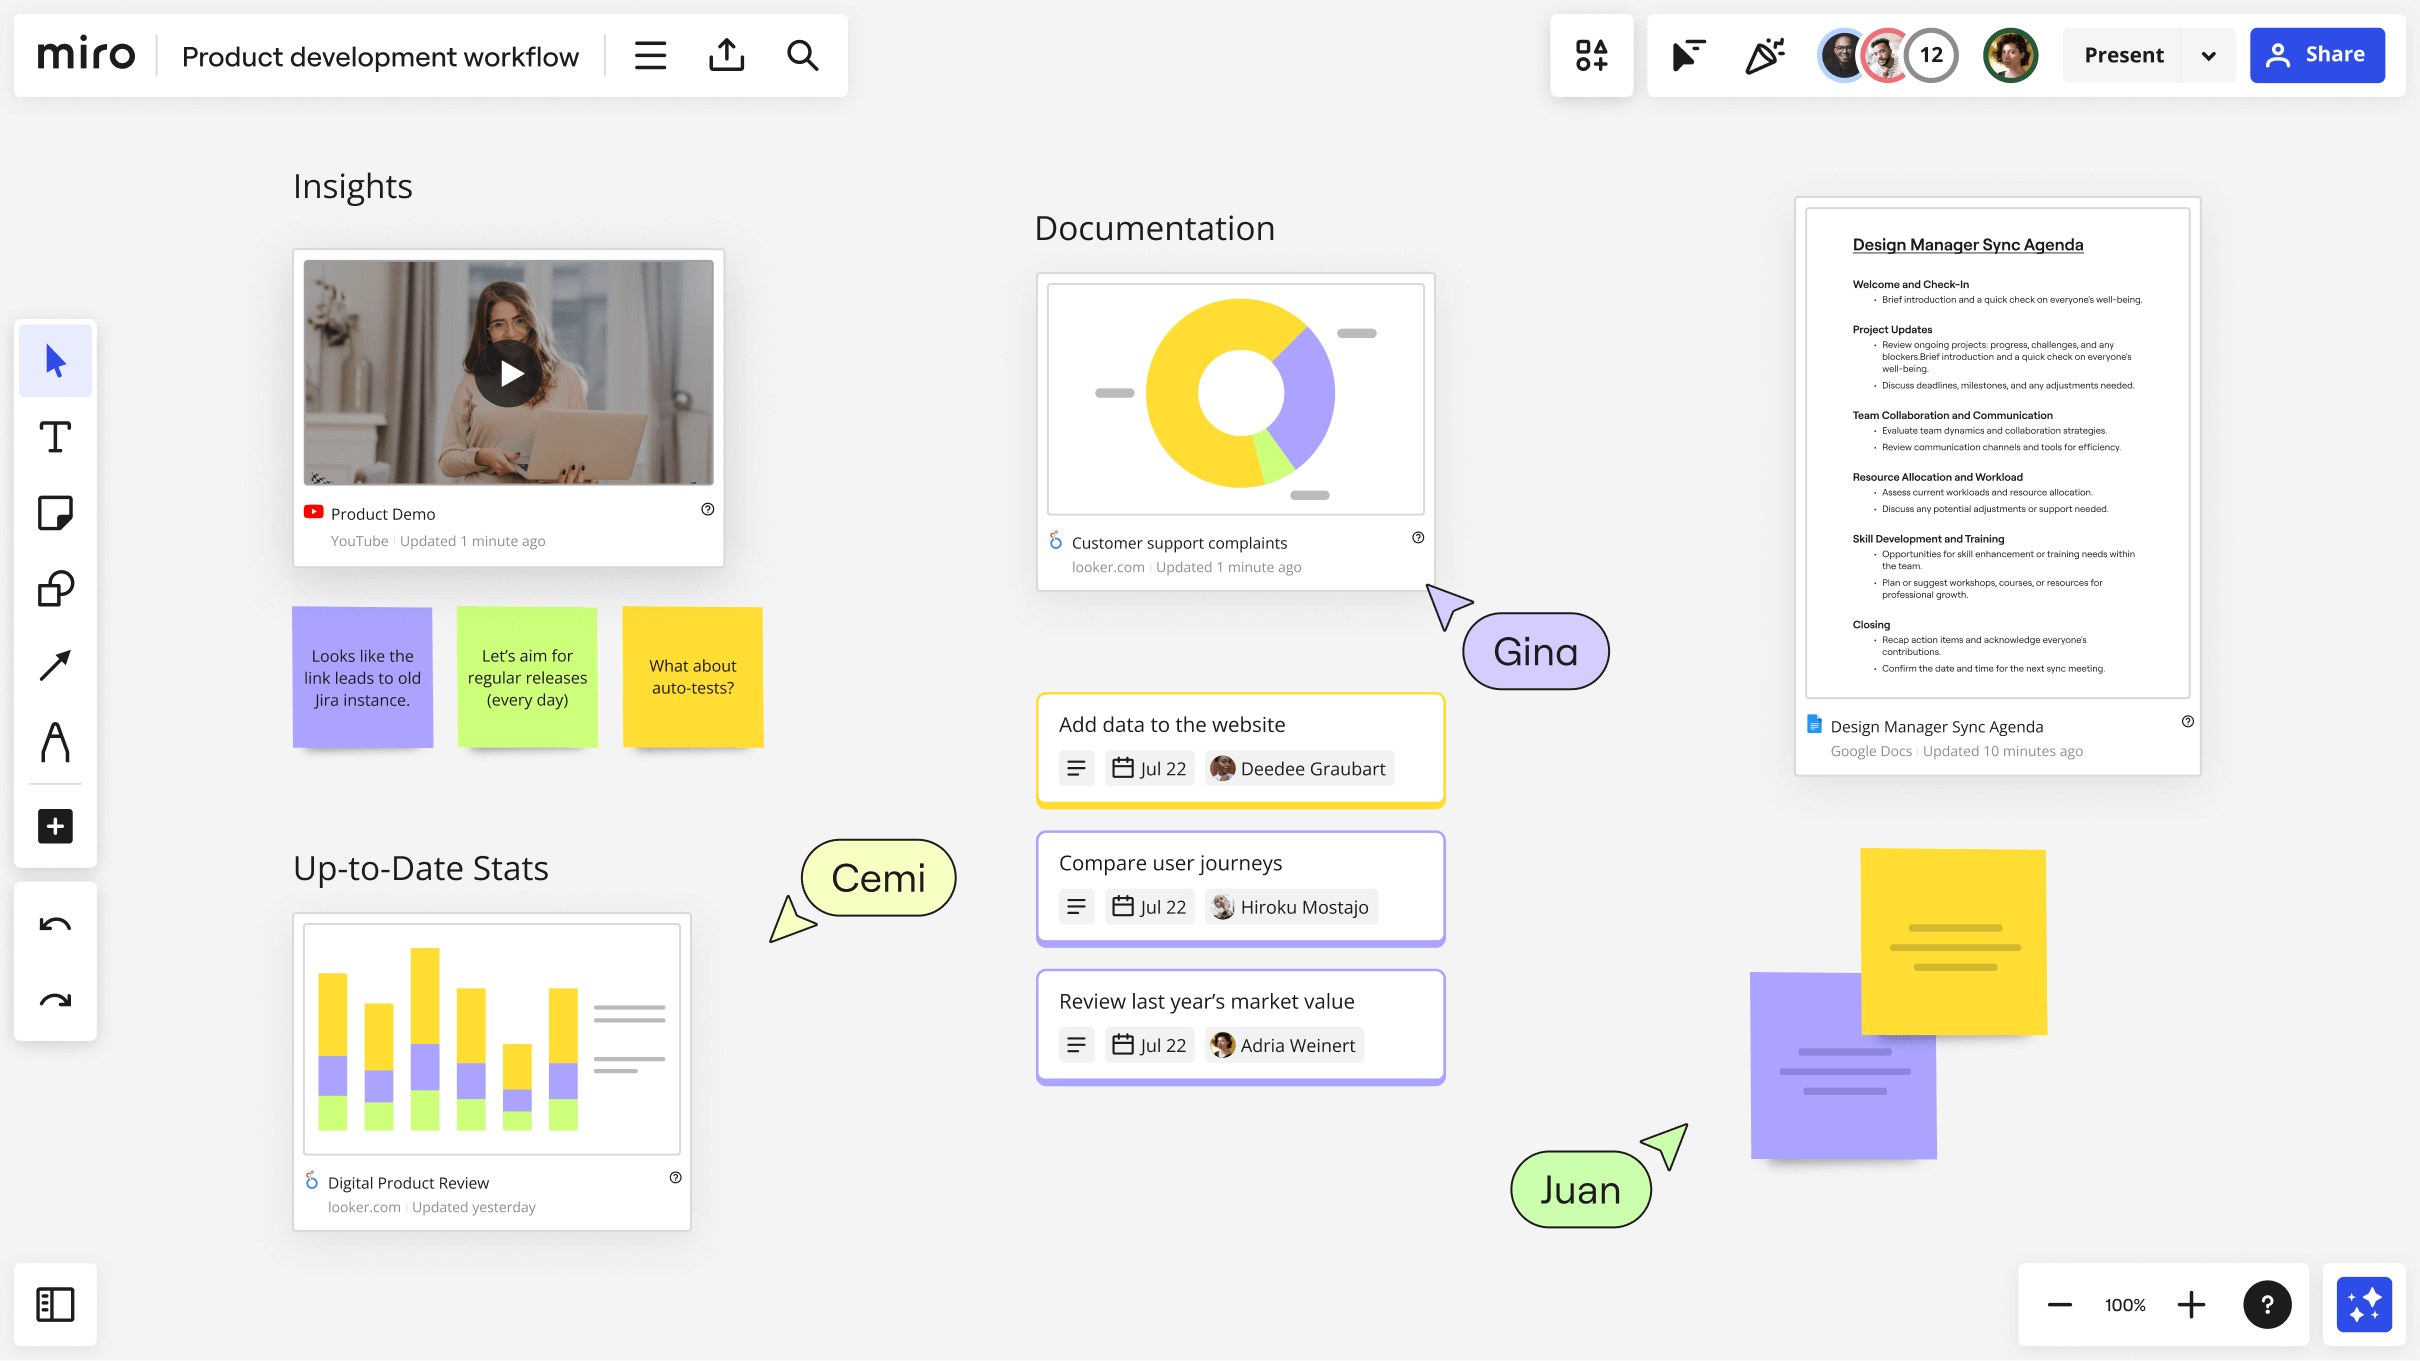 miro
Product development workflow
12
Present
Share
Insights
Product Demo
YouTube | Updated 1 minute ago
Looks like the
link leads to old
Jira instance.
Let’s aim for
regular releases
(every day)
What about
auto-tests?
Up-to-Date Stats
Digital Product Review
looker.com | Updated yesterday
Cemi
Documentation
Customer support complaints
looker.com | Updated 1 minute ago
Gina
Add data to the website
Jul 22
Deedee Graubart
Compare user journeys
Jul 22
Hiroku Mostajo
Review last year’s market value
Jul 22
Adria Weinert
Juan
Design Manager Sync Agenda
Welcome and Check-In
• Brief introduction and a quick check on everyone's well-being.
Project Updates
• Review ongoing projects: progress, challenges, and any
blockers.Brief introduction and a quick check on everyone's
well-being.
• Discuss deadlines, milestones, and any adjustments needed.
Team Collaboration and Communication
• Evaluate team dynamics and collaboration strategies.
• Review communication channels and tools for efficiency.
Resource Allocation and Workload
• Assess current workloads and resource allocation.
• Discuss any potential adjustments or support needed.
Skill Development and Training
• Opportunities for skill enhancement or training needs within
the team.
• Plan or suggest workshops, courses, or resources for
professional growth.
Closing
• Recap action items and acknowledge everyone's
contributions.
• Confirm the date and time for the next sync meeting.
Design Manager Sync Agenda
Google Docs | Updated 10 minutes ago
100%
?